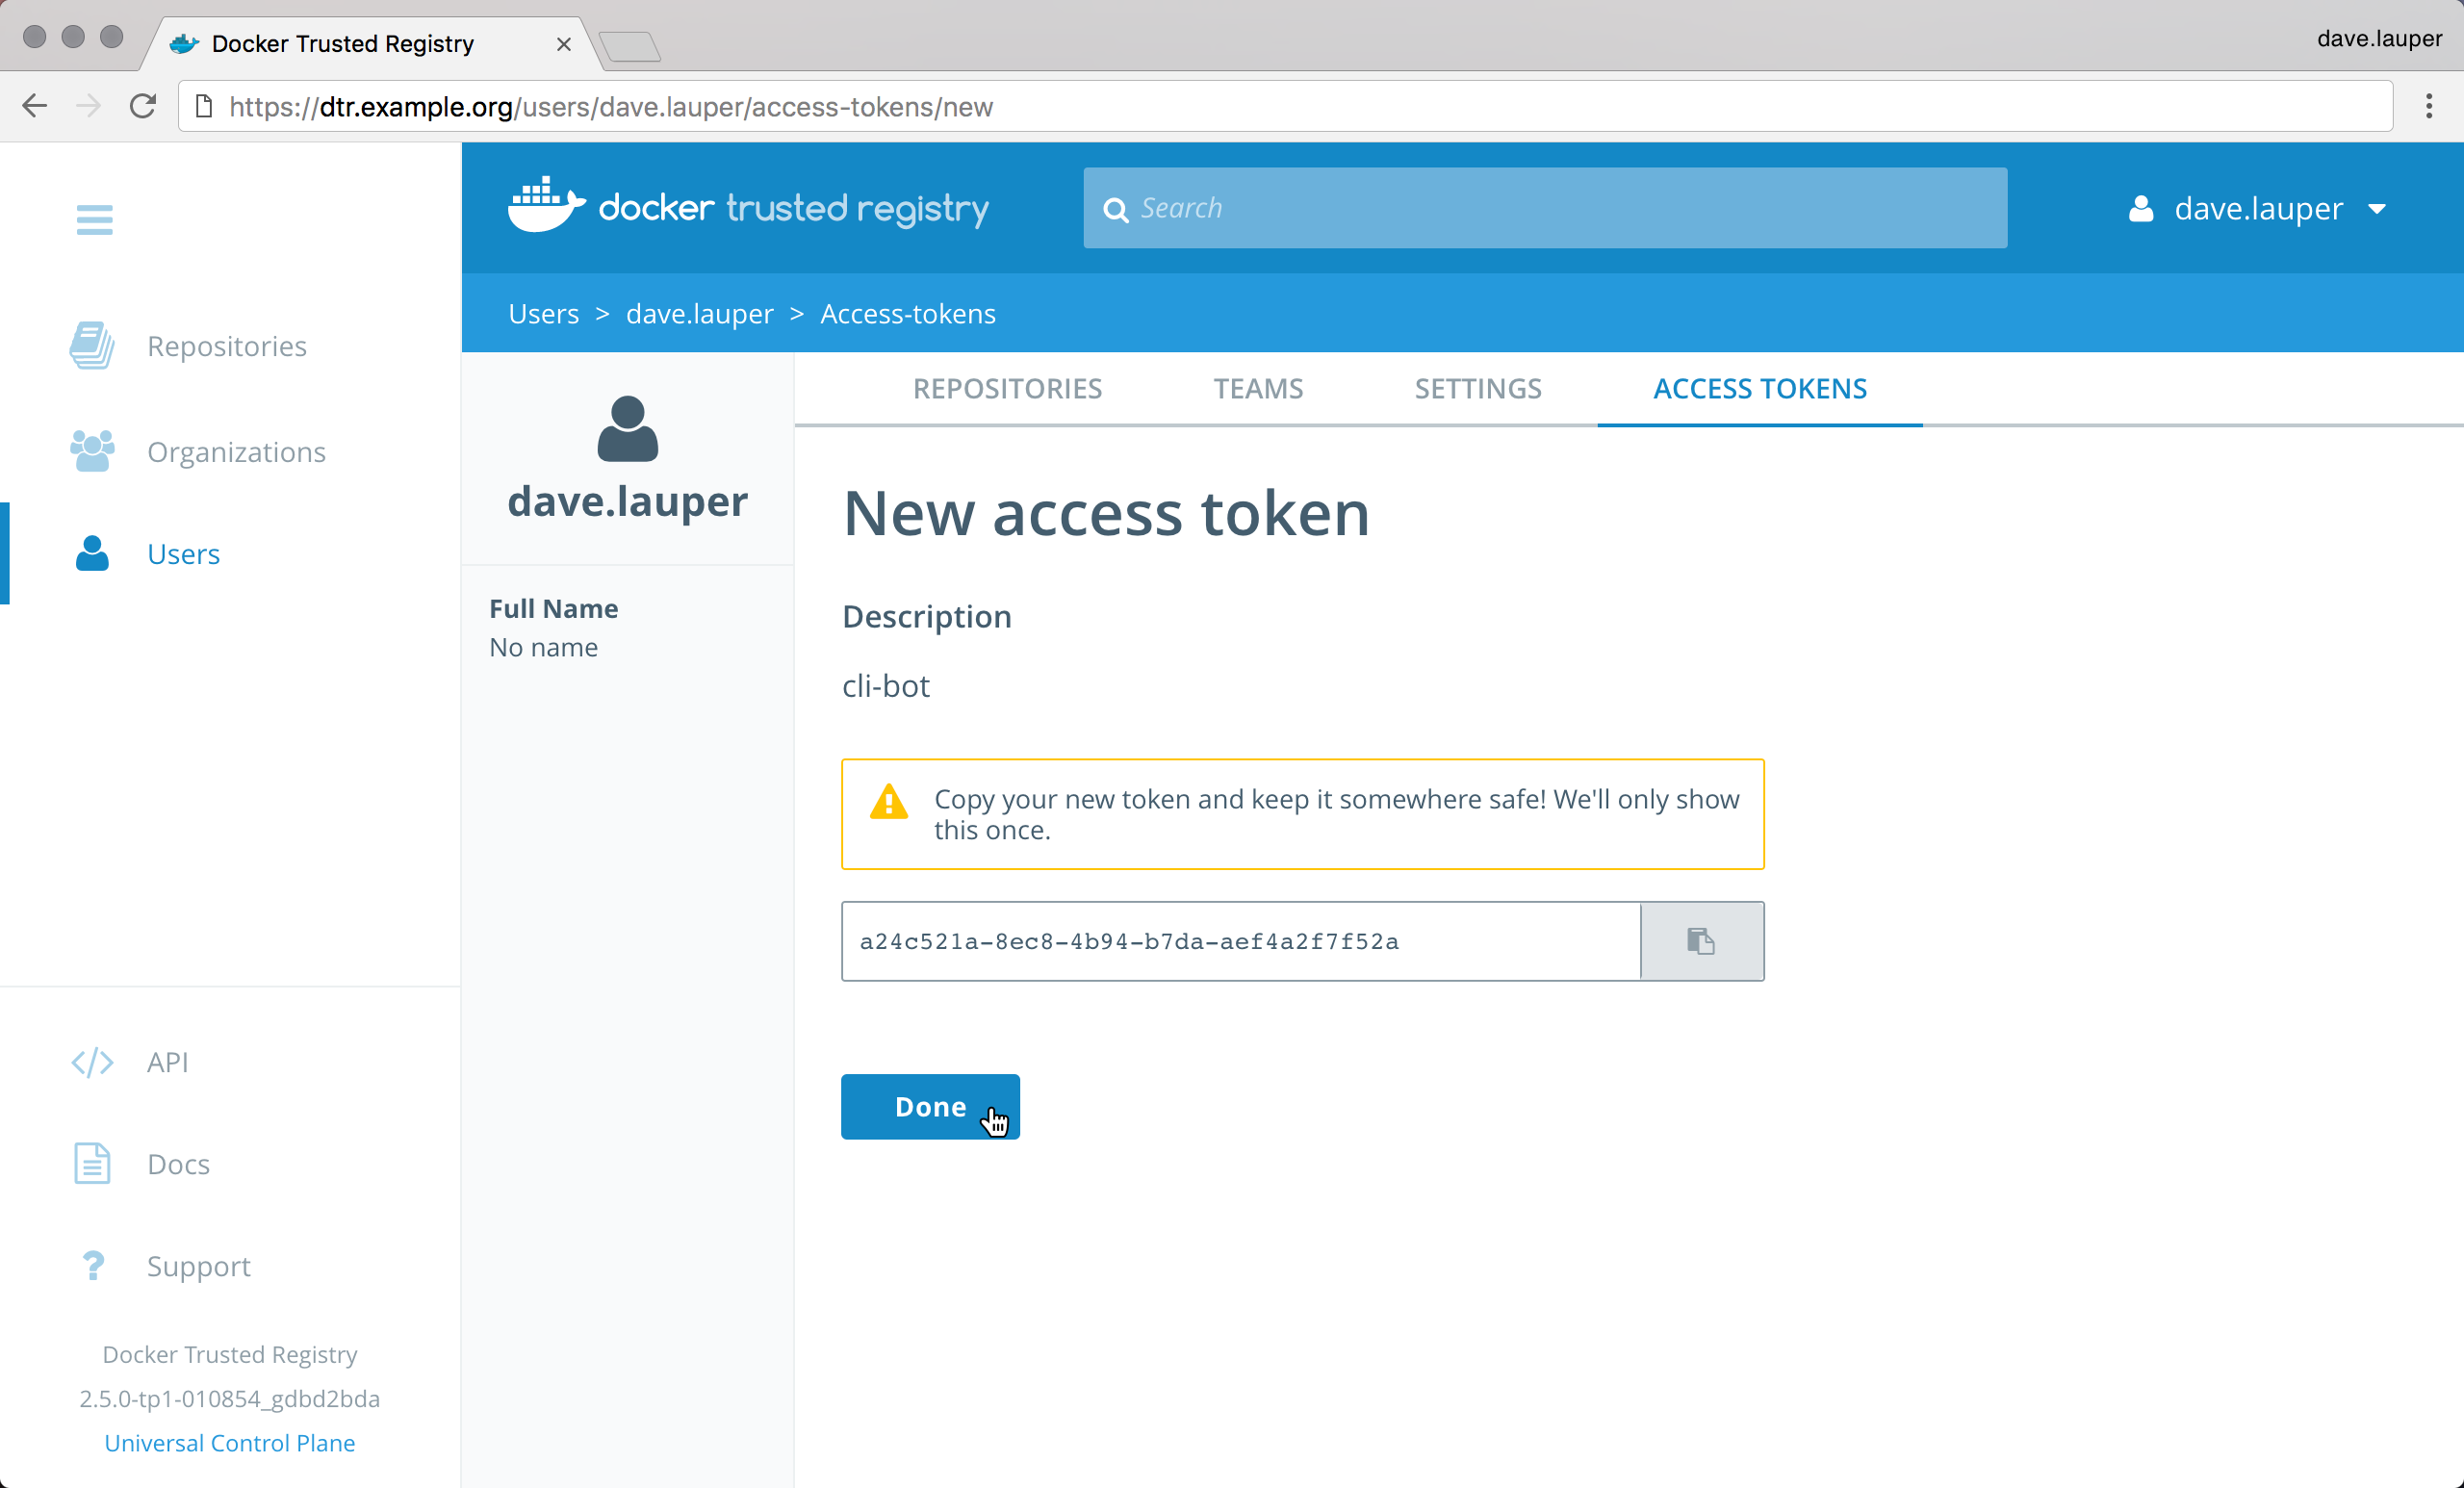 Docker Trusted Registry
dave.lauper
https://dtr.example.org/users/dave.lauper/access-tokens/new
docker trusted registry
Search
dave.lauper
Users > dave.lauper > Access-tokens
Repositories
Organizations
Users
API
Docs
Support
Docker Trusted Registry
2.5.0-tp1-010854_gdbd2bda
Universal Control Plane
dave.lauper
Full Name
No name
REPOSITORIES TEAMS SETTINGS ACCESS TOKENS
New access token
Description
cli-bot
Copy your new token and keep it somewhere safe! We'll only show
this once.
a24c521a-8ec8-4b94-b7da-aef4a2f7f52a
Done